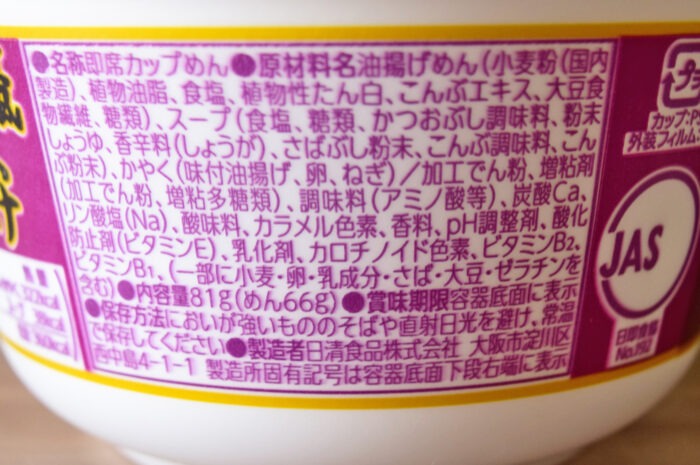 ●名称即席カップめん●原材料名油揚げめん(小麦粉(国内
製造)、植物油脂、食塩、植物性たん白、こんぶエキス、大豆食
物繊維、糖類)、スープ(食塩、糖類、かつおぶし調味料、粉末
しょうゆ、香辛料(しょうが)、さばぶし粉末、こんぶ調味料、こん
ぶ粉末)、かやく(味付油揚げ、卵、ねぎ)/加工でん粉、増粘剤
(加工でん粉、増粘多糖類)、調味料(アミノ酸等)、炭酸Ca、
リン酸塩(Na)、酸味料、カラメル色素、香料、pH調整剤、酸化
防止剤(ビタミンE)、乳化剤、カロチノイド色素、ビタミンB₂、
ビタミンB₁、(一部に小麦・卵・乳成分・さば・大豆・ゼラチンを
含む)●内容量81g(めん66g)●賞味期限容器底面に表示
●保存方法においが強いもののそばや直射日光を避け、常温
で保存してください●製造者日清食品株式会社 大阪市淀川区
西中島4-1-1 製造所固有記号は容器底面下段右端に表示
カップ
外装フィルム
JAS
日清食品